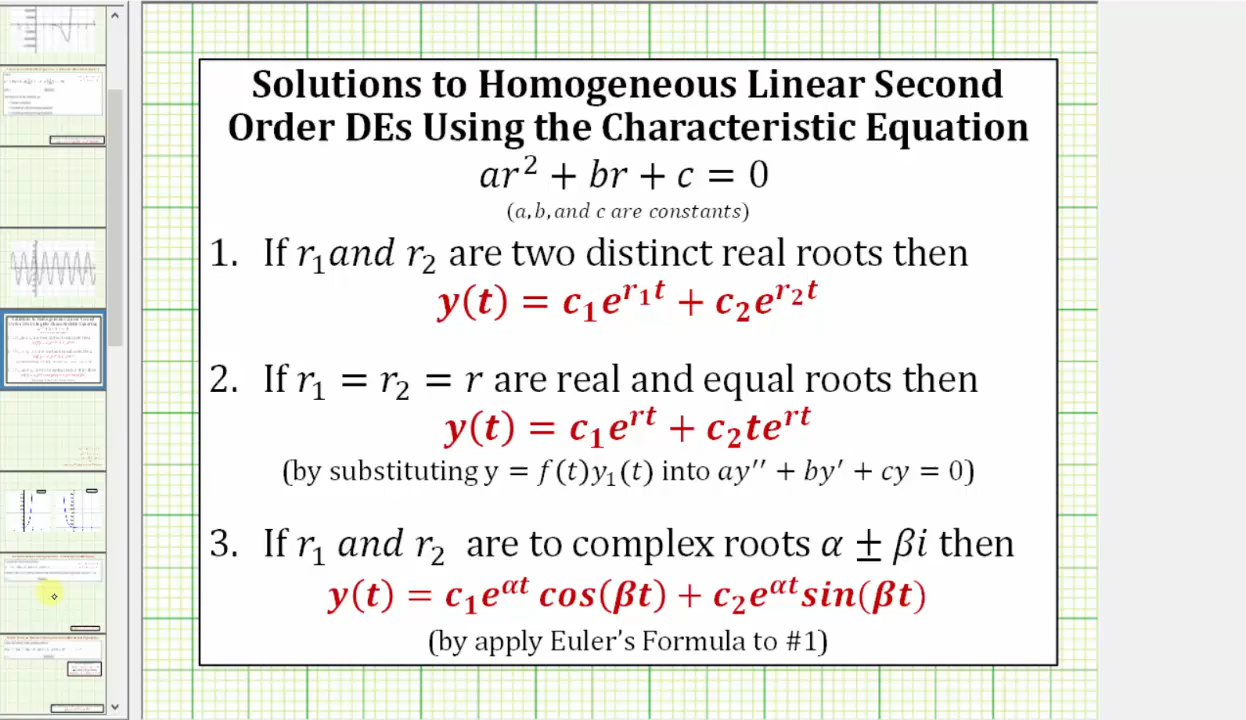 Solutions to Homogeneous Linear Second
Order DEs Using the Characteristic Equation
ar² + br + c = 0
(a, b, and c are constants)
1. If r₁and r₂ are two distinct real roots then
y(t) = c₁e^{r₁t} + c₂e^{r₂t}
2. If r₁ = r₂ = r are real and equal roots then
y(t) = c₁e^{rt} + c₂te^{rt}
(by substituting y = f(t)y₁(t) into ay′′ + by′ + cy = 0)
3. If r₁ and r₂ are to complex roots α ± βi then
y(t) = c₁e^{αt} cos(βt) + c₂e^{αt}sin(βt)
(by apply Euler's Formula to #1)